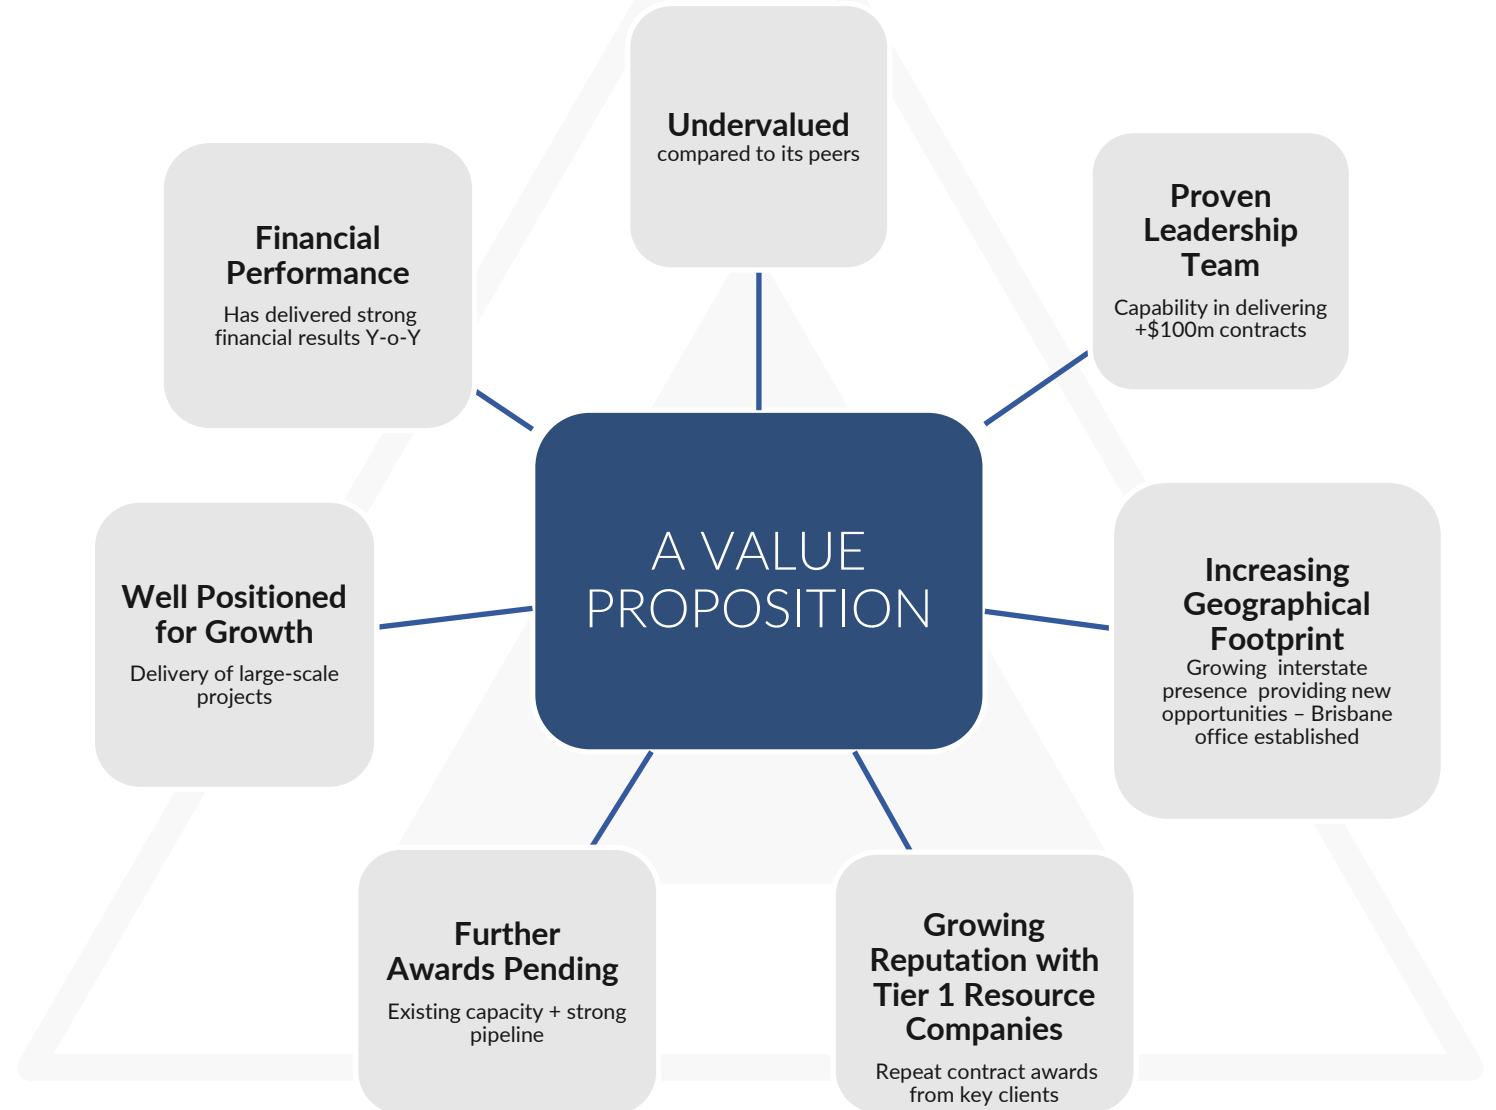 Undervalued
compared to its peers
Proven
Leadership
Team
Capability in delivering
+$100m contracts
Increasing
Geographical
Footprint
Growing interstate
presence providing new
opportunities – Brisbane
office established
Growing
Reputation with
Tier 1 Resource
Companies
Repeat contract awards
from key clients
Further
Awards Pending
Existing capacity + strong
pipeline
Well Positioned
for Growth
Delivery of large-scale
projects
Financial
Performance
Has delivered strong
financial results Y-o-Y
A VALUE
PROPOSITION